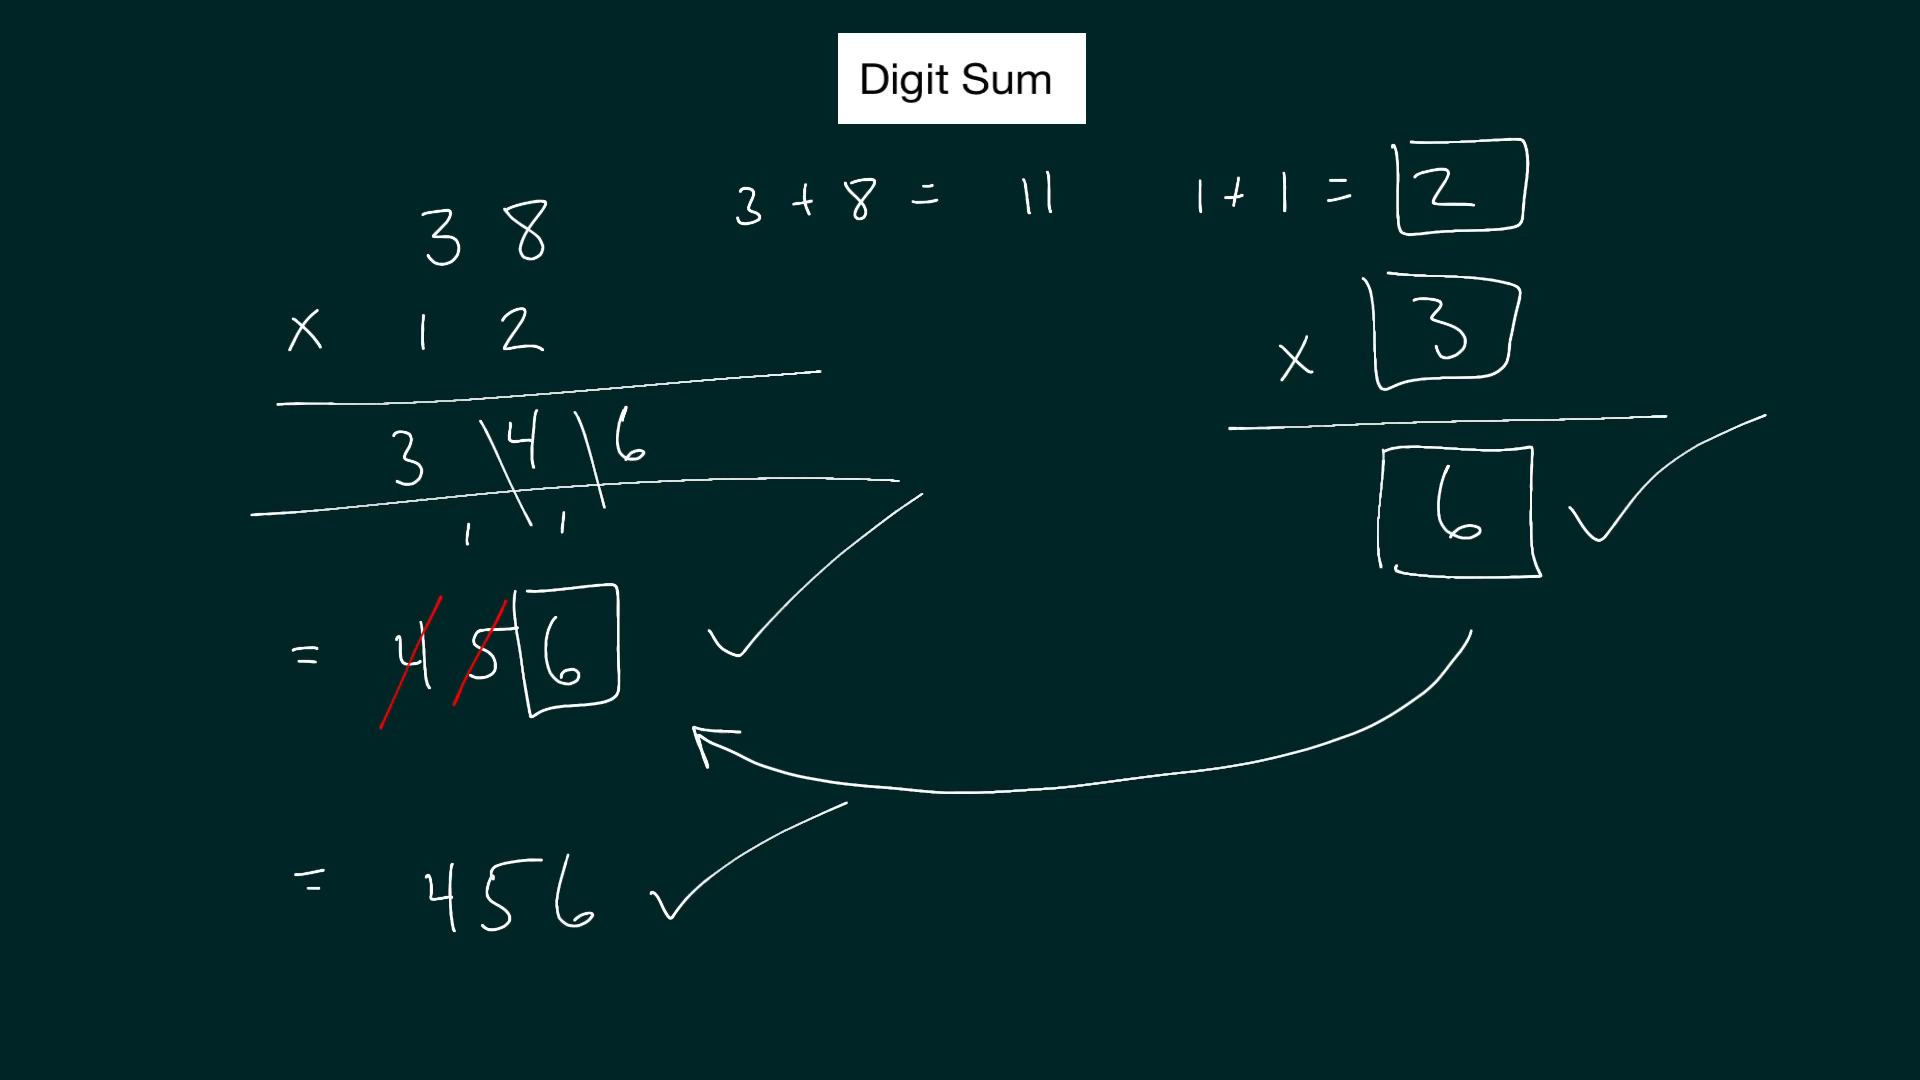 Digit Sum
3 8    3 + 8 = 11    1 + 1 = 2
x 1 2    x 3
3 4 6    6
1 1
= 4 5 6
= 456